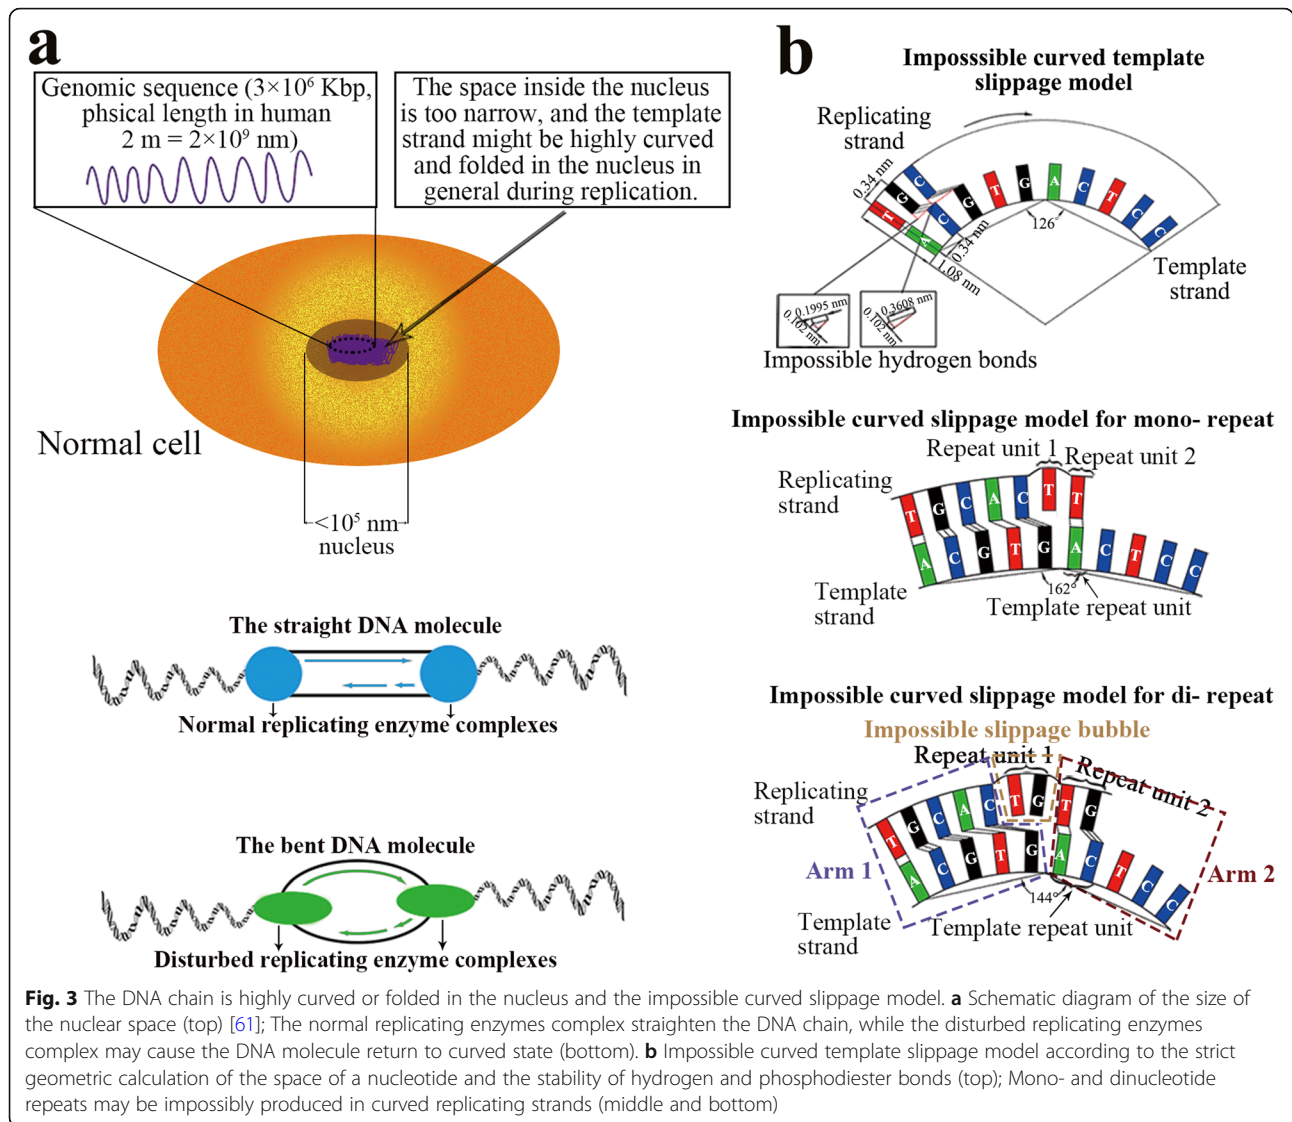 a
Genomic sequence (3×10⁶ Kbp,
phsical length in human
2 m = 2×10⁹ nm)
The space inside the nucleus
is too narrow, and the template
strand might be highly curved
and folded in the nucleus in
general during replication.
Normal cell
<10⁵ nm
nucleus
The straight DNA molecule
Normal replicating enzyme complexes
The bent DNA molecule
Disturbed replicating enzyme complexes
b
Imposssible curved template
slippage model
Replicating
strand
0.34 nm
T G C
A C G T G A C T C C
126°
0.34 nm
1.08 nm
Template
strand
0.1995 nm
0.102 nm
0.3608 nm
0.102 nm
Impossible hydrogen bonds
Impossible curved slippage model for mono- repeat
Repeat unit 1
Repeat unit 2
Replicating
strand
T G C A C T T
A C G T G A C T C C
162°
Template
strand
Template repeat unit
Impossible curved slippage model for di- repeat
Impossible slippage bubble
Repeat unit 1
Repeat unit 2
Replicating
strand
T G C A C T G T G
A C G T G A C T C C
Arm 1
Arm 2
144°
Template
strand
Template repeat unit
Fig. 3 The DNA chain is highly curved or folded in the nucleus and the impossible curved slippage model. a Schematic diagram of the size of
the nuclear space (top) [61]; The normal replicating enzymes complex straighten the DNA chain, while the disturbed replicating enzymes
complex may cause the DNA molecule return to curved state (bottom). b Impossible curved template slippage model according to the strict
geometric calculation of the space of a nucleotide and the stability of hydrogen and phosphodiester bonds (top); Mono- and dinucleotide
repeats may be impossibly produced in curved replicating strands (middle and bottom)